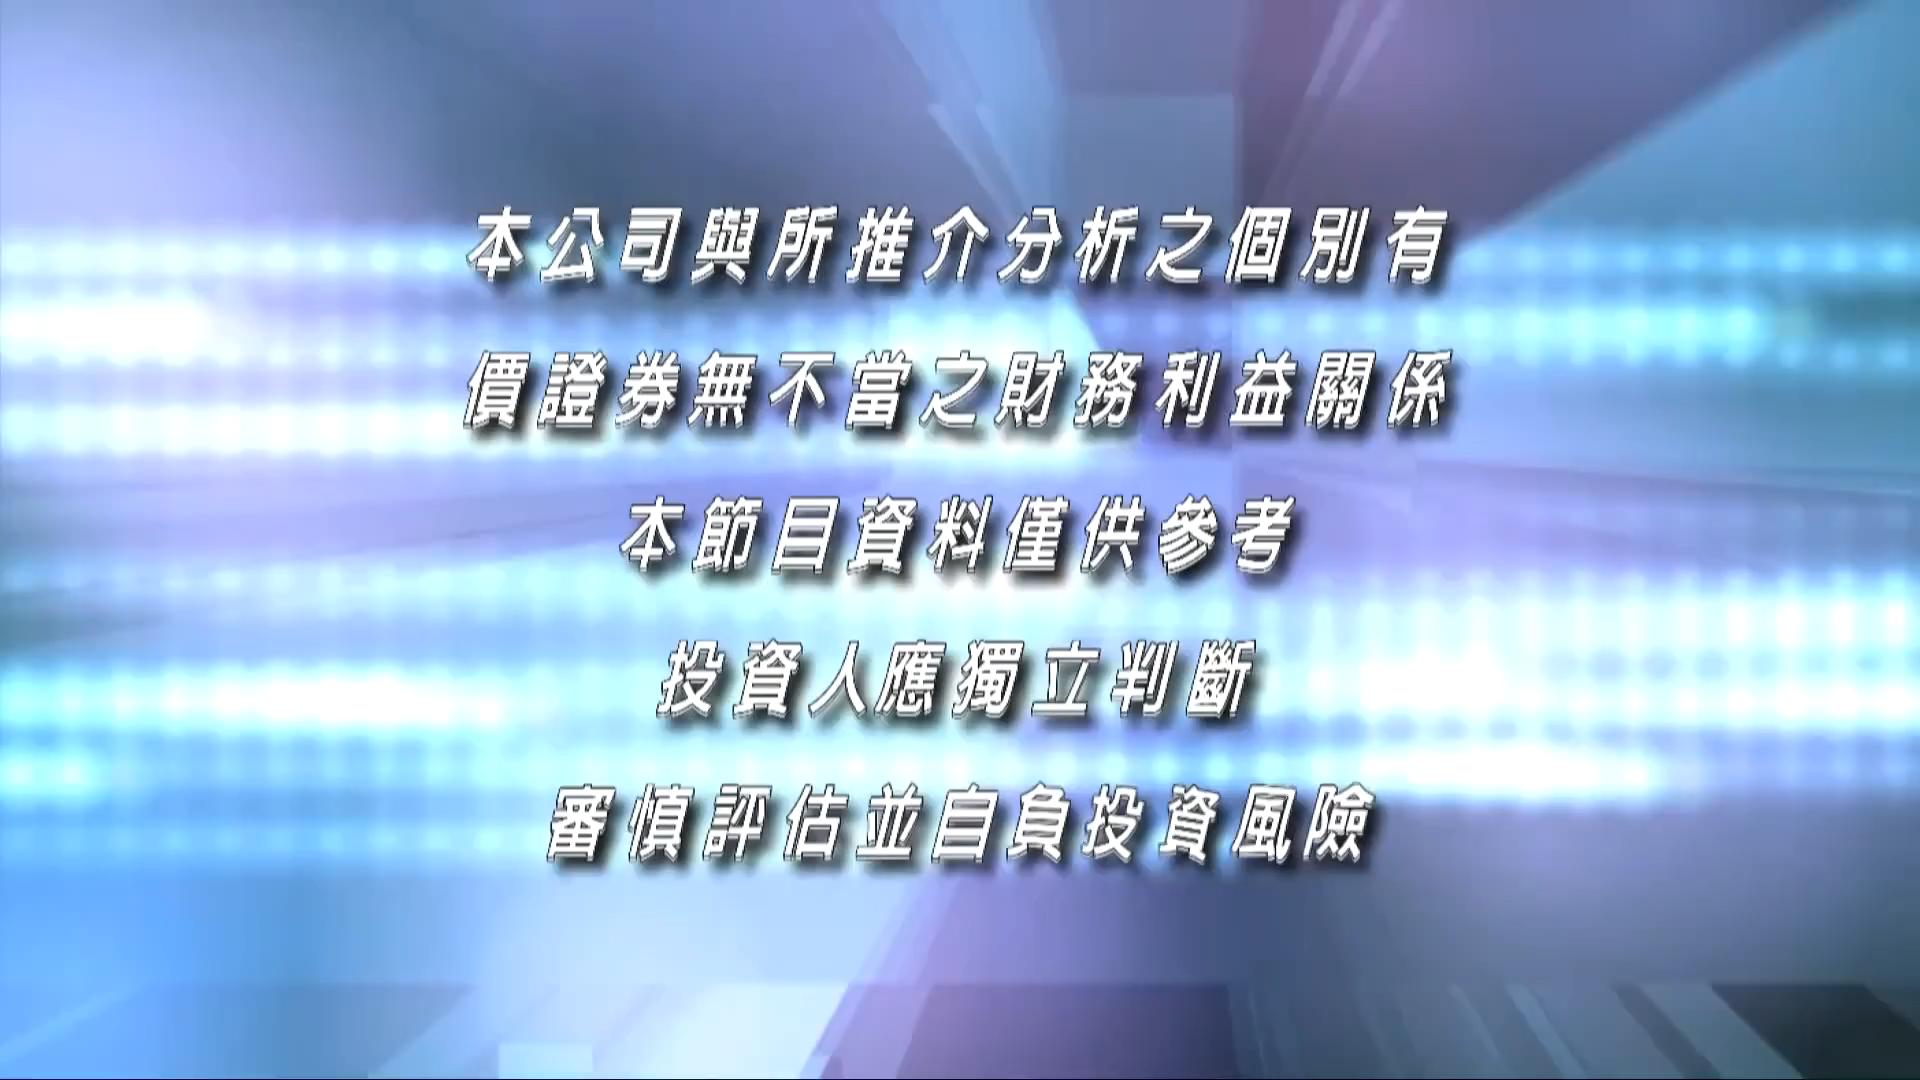 本公司與所推介分析之個別有
價證券無不當之財務利益關係
本節目資料僅供參考
投資人應獨立判斷
審慎評估並自負投資風險